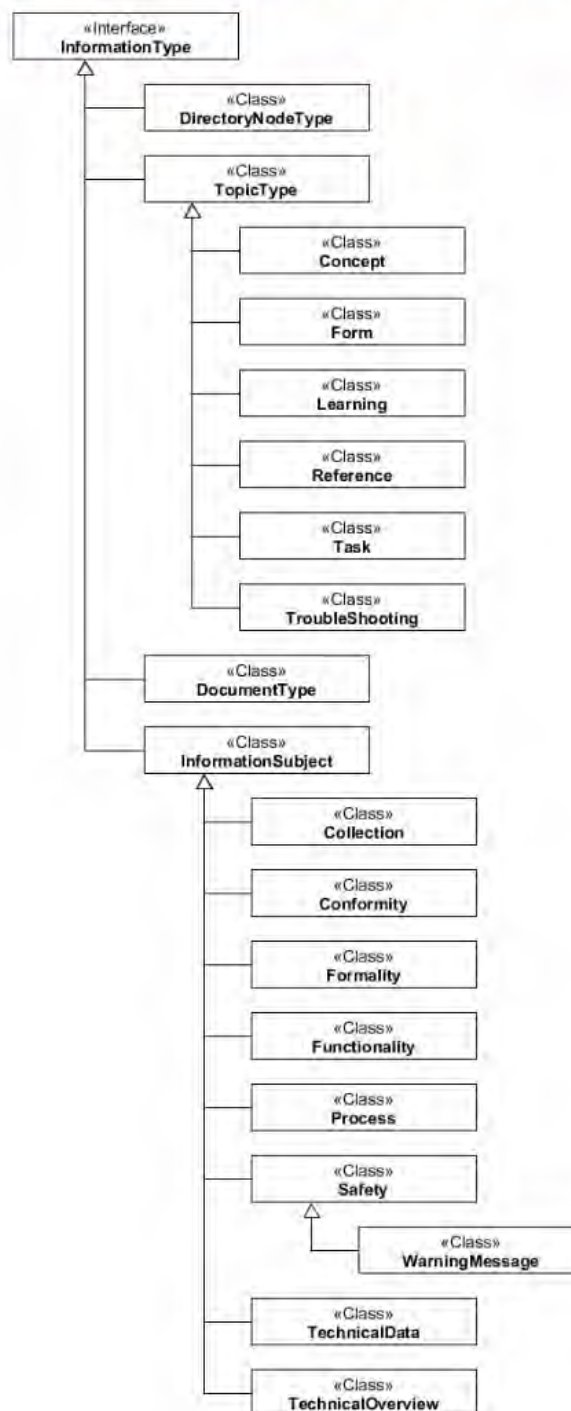 «Interface»
InformationType
«Class»
DirectoryNodeType
«Class»
TopicType
«Class»
Concept
«Class»
Form
«Class»
Learning
«Class»
Reference
«Class»
Task
«Class»
TroubleShooting
«Class»
DocumentType
«Class»
InformationSubject
«Class»
Collection
«Class»
Conformity
«Class»
Formality
«Class»
Functionality
«Class»
Process
«Class»
Safety
«Class»
WarningMessage
«Class»
TechnicalData
«Class»
TechnicalOverview